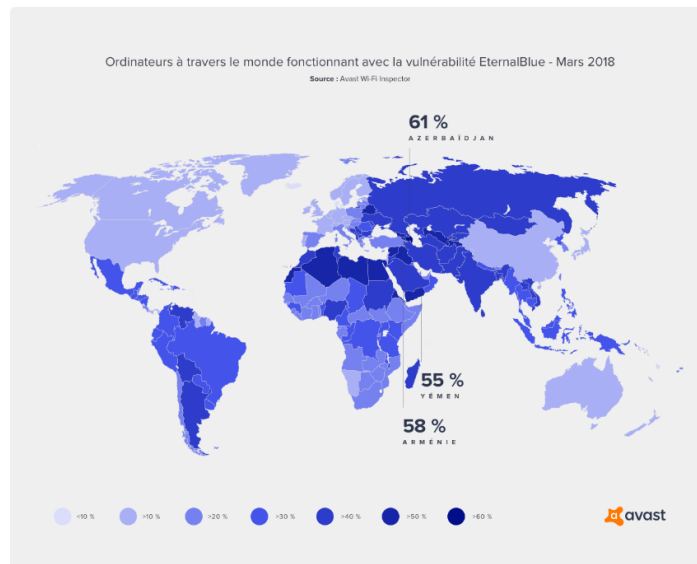 Ordinateurs à travers le monde fonctionnant avec la vulnérabilité EternalBlue - Mars 2018
Source : Avast Wi-Fi Inspector
61 %
AZERBAÏDJAN
55 %
YÉMEN
58 %
ARMÉNIE
<10 % >10 % >20 % >30 % >40 % >50 % >60 %
avast